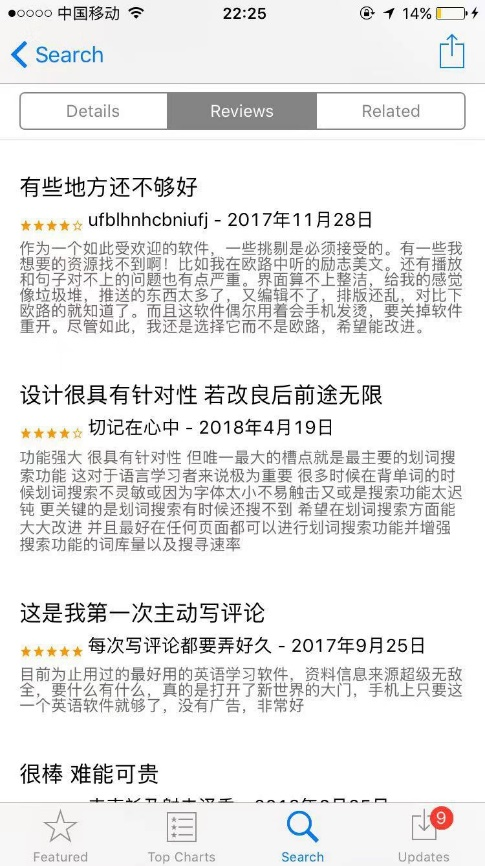 中国移动 22:25 14%
Search
Details Reviews Related
有些地方还不够好
ufblhnhcbniufj - 2017年11月28日
作为一个如此受欢迎的软件，一些挑剔是必须接受的。有一些我
想要的资源找不到啊！比如我在欧路中听的励志美文。还有播放
和句子对不上的问题也有点严重。界面算不上整洁，给我的感觉
像垃圾堆，推送的东西太多了，又编辑不了，排版还乱，对比下
欧路的就知道了。而且这软件偶尔用着会手机发烫，要关掉软件
重开。尽管如此，我还是选择它而不是欧路，希望能改进。
设计很具有针对性 若改良后前途无限
切记在心中 - 2018年4月19日
功能强大 很具有针对性 但唯一最大的槽点就是最主要的划词搜
索功能 这对于语言学习者来说极为重要 很多时候在背单词的时
候划词搜索不灵敏或因为字体太小不易触击又或是搜索功能太迟
钝 更关键的是划词搜索有时候还搜不到 希望在划词搜索方面能
大大改进 并且最好在任何页面都可以进行划词搜索功能并增强
搜索功能的词库量以及搜寻速率
这是我第一次主动写评论
每次写评论都要弄好久 - 2017年9月25日
目前为止用过的最好用的英语学习软件，资料信息来源超级无敌
全，要什么有什么，真的是打开了新世界的大门，手机上只要这
一个英语软件就够了，没有广告，非常好
很棒 难能可贵
9
Featured Top Charts Search Updates